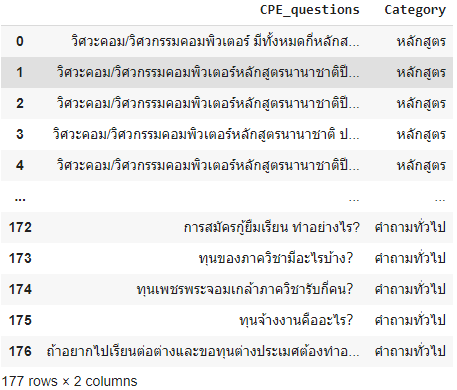 CPE_questions Category
0 วิศวะคอม/วิศวกรรมคอมพิวเตอร์ มีทั้งหมดกี่หลักส... หลักสูตร
1 วิศวะคอม/วิศวกรรมคอมพิวเตอร์หลักสูตรนานาชาติปี... หลักสูตร
2 วิศวะคอม/วิศวกรรมคอมพิวเตอร์หลักสูตรนานาชาติปี... หลักสูตร
3 วิศวะคอม/วิศวกรรมคอมพิวเตอร์หลักสูตรนานาชาติ ป... หลักสูตร
4 วิศวะคอม/วิศวกรรมคอมพิวเตอร์หลักสูตรนานาชาติปี... หลักสูตร
... ... ...
172 การสมัครกู้ยืมเรียน ทำอย่างไร? คำถามทั่วไป
173 ทุนของภาควิชามีอะไรบ้าง? คำถามทั่วไป
174 ทุนเพชรพระจอมเกล้าภาควิชารับกี่คน? คำถามทั่วไป
175 ทุนจ้างงานคืออะไร? คำถามทั่วไป
176 ถ้าอยากไปเรียนต่อต่างและขอทุนต่างประเมศต้องทำอ... คำถามทั่วไป
177 rows × 2 columns